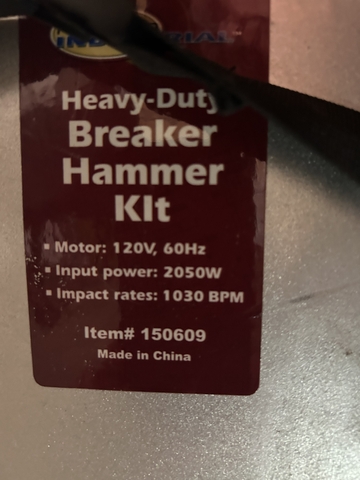 Heavy-Duty
Breaker
Hammer
KIt
▪ Motor: 120V, 60Hz
▪ Input power: 2050W
▪ Impact rates: 1030 BPM
Item# 150609
Made in China